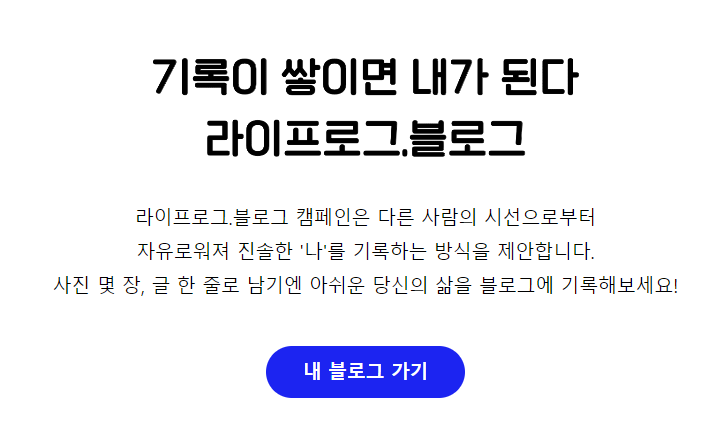 기록이 쌓이면 내가 된다
라이프로그.블로그
라이프로그.블로그 캠페인은 다른 사람의 시선으로부터
자유로워져 진솔한 '나'를 기록하는 방식을 제안합니다.
사진 몇 장, 글 한 줄로 남기엔 아쉬운 당신의 삶을 블로그에 기록해보세요!
내 블로그 가기